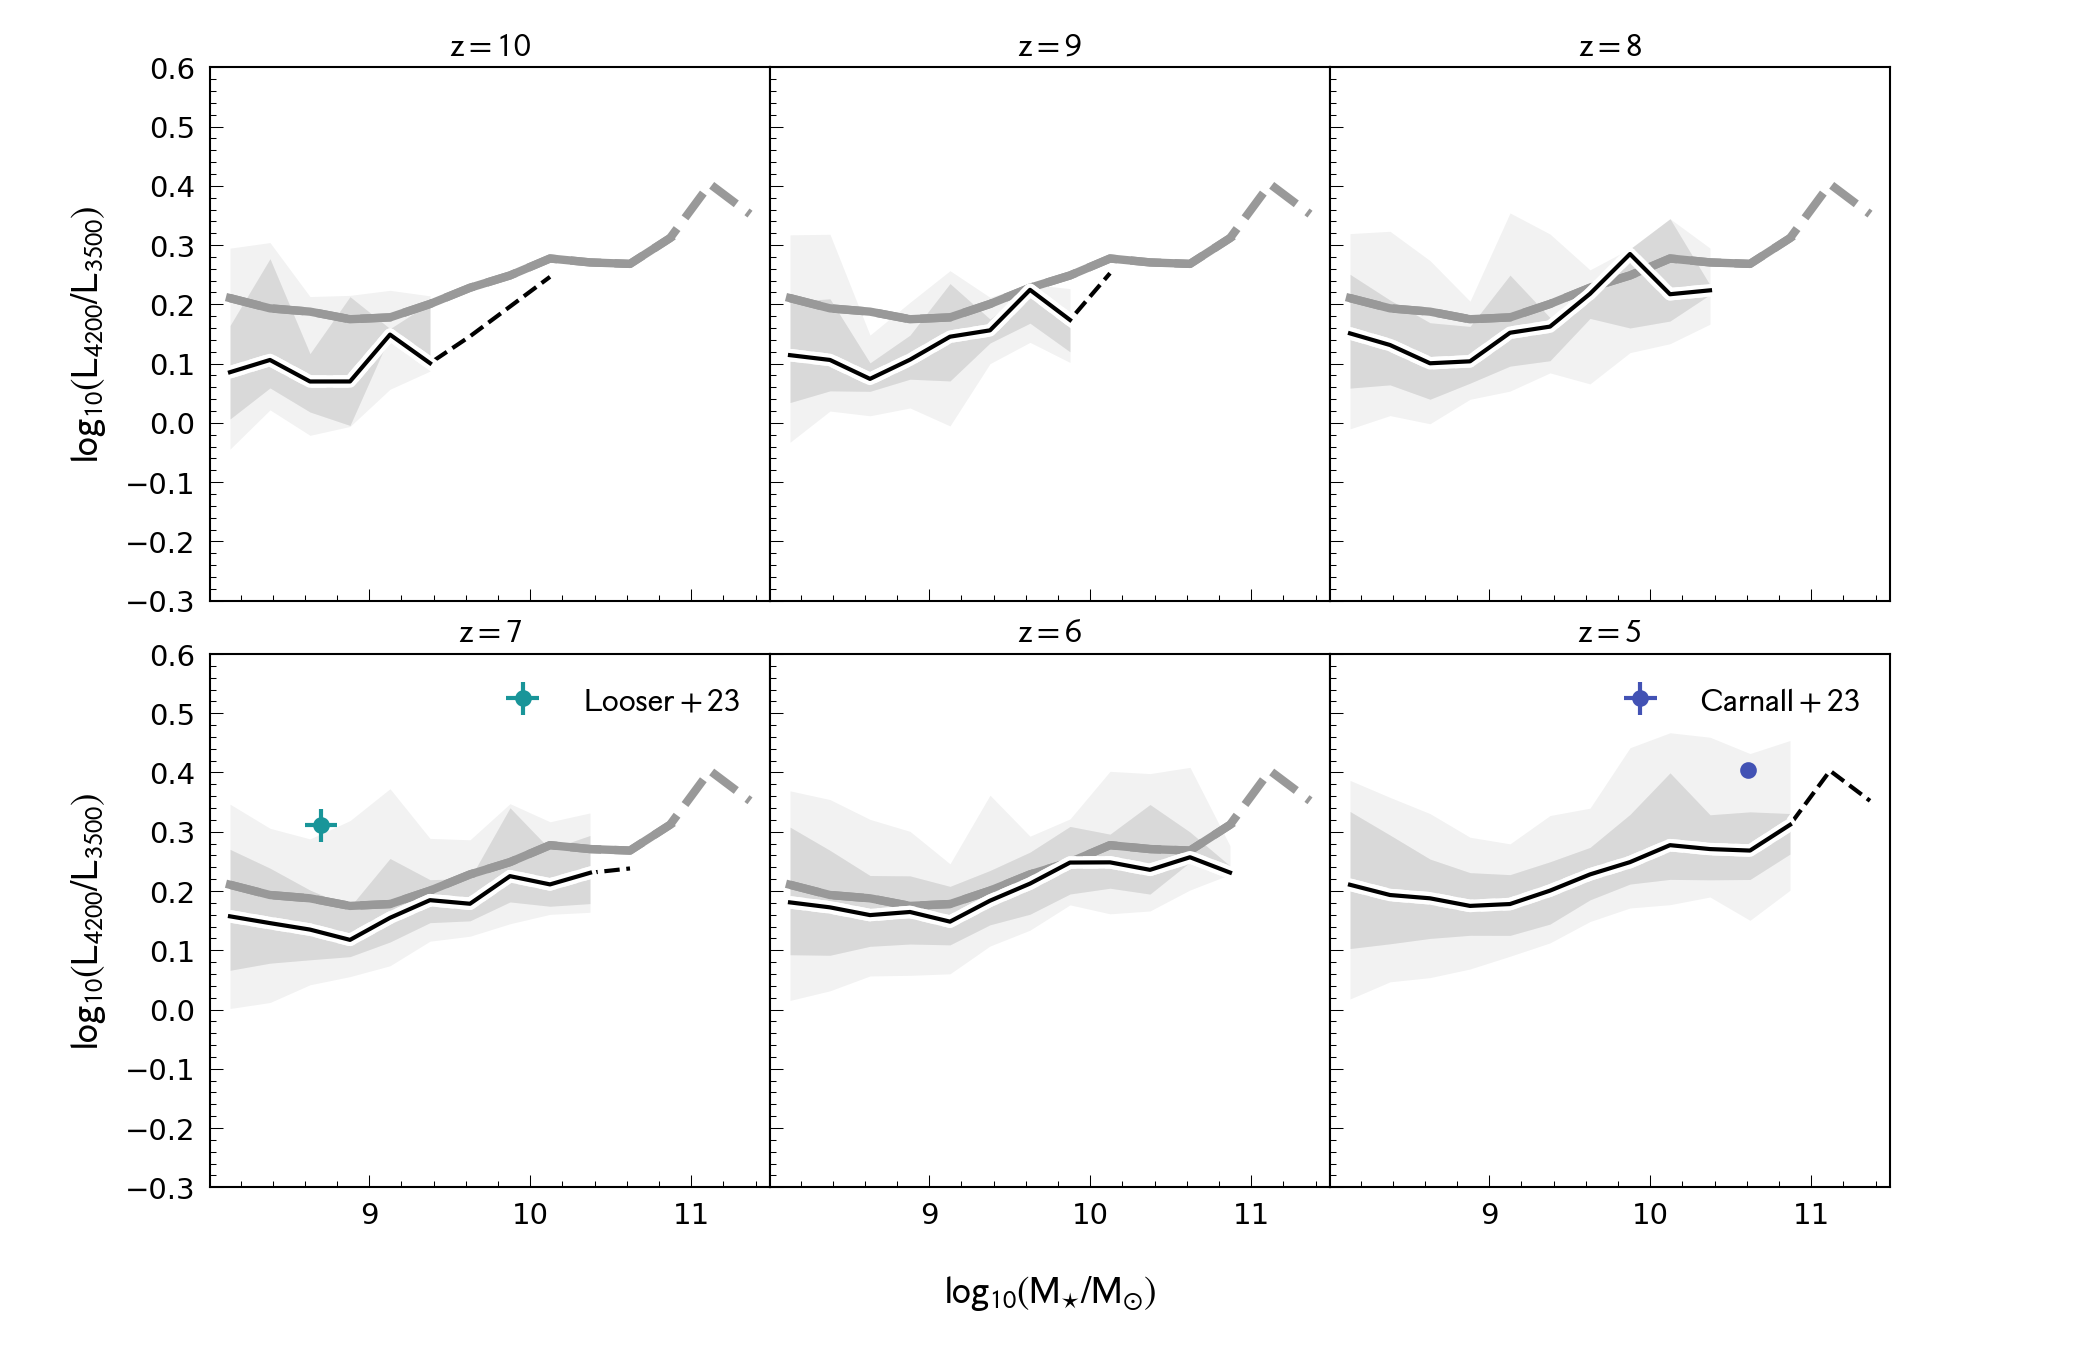 z = 10
z = 9
z = 8
0.6
0.5
0.4
0.3
0.2
0.1
0.0
−0.1
−0.2
−0.3
log₁₀(L₄₂₀₀/L₃₅₀₀)
z = 7
z = 6
z = 5
0.6
0.5
0.4
0.3
0.2
0.1
0.0
−0.1
−0.2
−0.3
log₁₀(L₄₂₀₀/L₃₅₀₀)
Looser + 23
Carnall + 23
9 10 11
9 10 11
9 10 11
log₁₀(M⋆/M⊙)